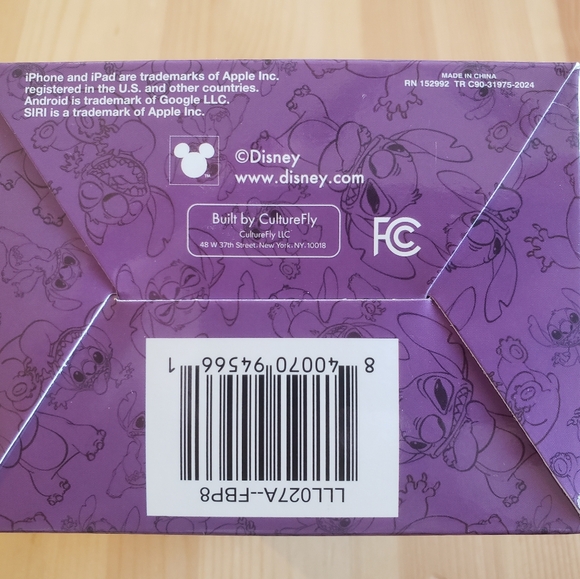 iPhone and iPad are trademarks of Apple Inc.
registered in the U.S. and other countries.
Android is trademark of Google LLC.
SIRI is a trademark of Apple Inc.
MADE IN CHINA
RN 152992 TR C90-31975-2024
TM
©Disney
www.disney.com
Built by CultureFly
CultureFly LLC
48 W 37th Street, New York, NY, 10018
FC
LLL027A--FBP8
8 40070 94566 1